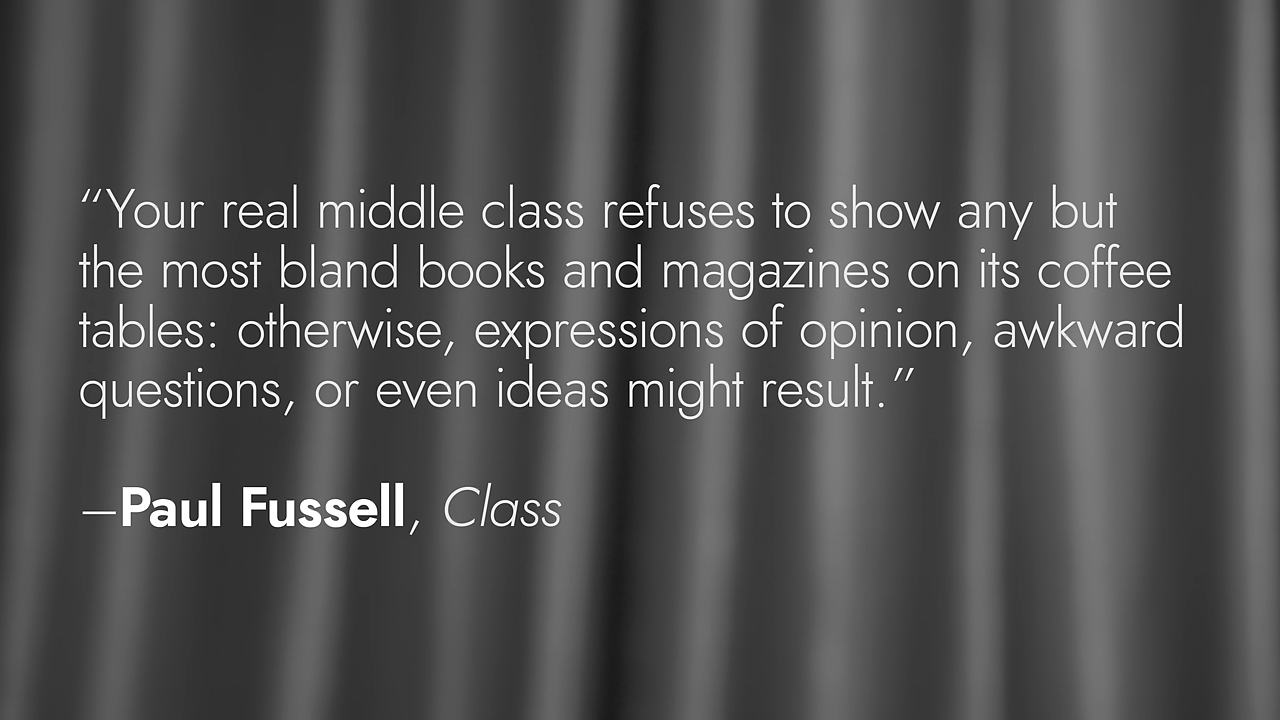 “Your real middle class refuses to show any but
the most bland books and magazines on its coffee
tables: otherwise, expressions of opinion, awkward
questions, or even ideas might result.”
—Paul Fussell, Class